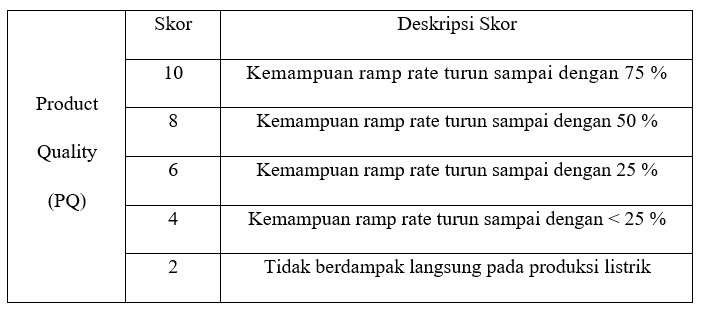 Skor Deskripsi Skor
Product
Quality
(PQ)
10 Kemampuan ramp rate turun sampai dengan 75 %
8 Kemampuan ramp rate turun sampai dengan 50 %
6 Kemampuan ramp rate turun sampai dengan 25 %
4 Kemampuan ramp rate turun sampai dengan < 25 %
2 Tidak berdampak langsung pada produksi listrik